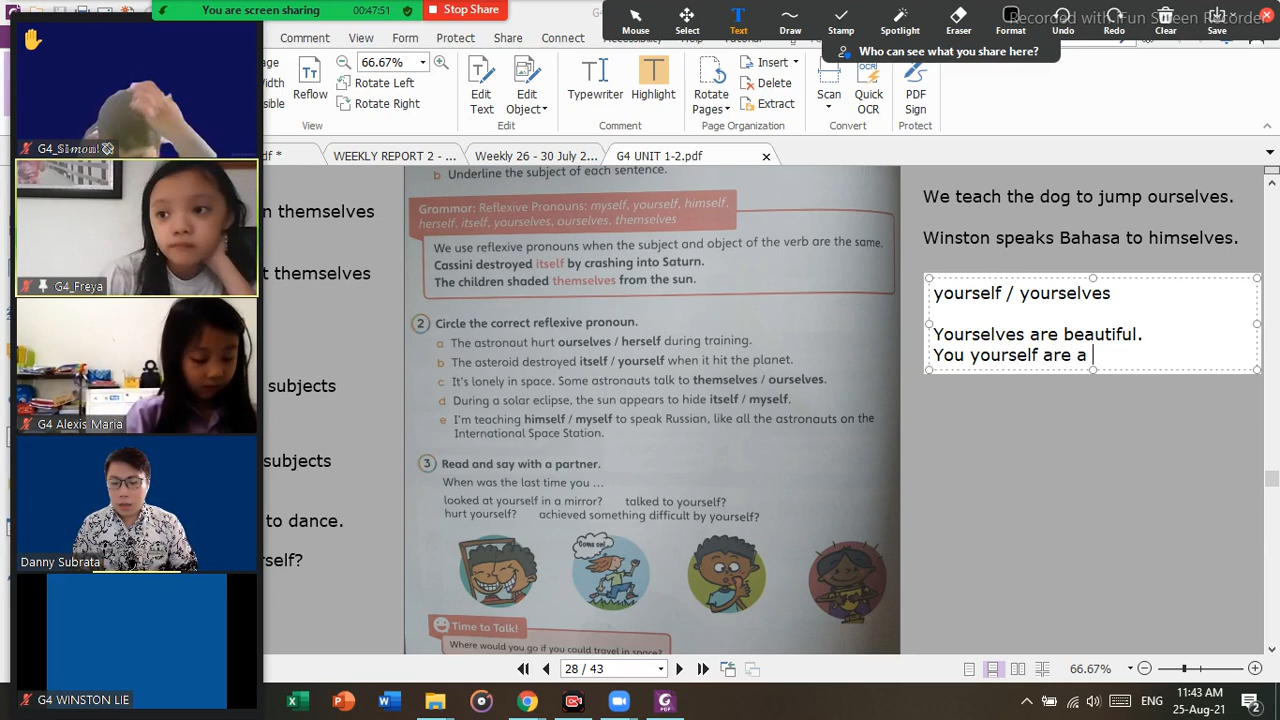 You are screen sharing
00:47:51
Stop Share
Mouse
Select
Text
Draw
Stamp
Spotlight
Eraser
Format
Undo
Redo
Clear
Save
Recorded with iFun Screen Recorder
Who can see what you share here?
Comment
View
Form
Protect
Share
Connect
66.67%
Reflow
Rotate Left
Rotate Right
View
Edit Text
Edit Object
Edit
Typewriter
Highlight
Comment
Rotate Pages
Insert
Delete
Extract
Page Organization
Scan
Quick OCR
Convert
PDF Sign
Protect
WEEKLY REPORT 2 - ...
Weekly 26 - 30 July 2...
G4 UNIT 1-2.pdf
G4_Simow!
G4_Freya
G4 Alexis Maria
Danny Subrata
G4 WINSTON LIE
themselves
themselves
subjects
subjects
to dance.
b Underline the subject of each sentence.
Grammar: Reflexive Pronouns: myself, yourself, himself,
herself, itself, yourselves, ourselves, themselves
We use reflexive pronouns when the subject and object of the verb are the same.
Cassini destroyed itself by crashing into Saturn.
The children shaded themselves from the sun.
2 Circle the correct reflexive pronoun.
a The astronaut hurt ourselves / herself during training.
b The asteroid destroyed itself / yourself when it hit the planet.
c It's lonely in space. Some astronauts talk to themselves / ourselves.
d During a solar eclipse, the sun appears to hide itself / myself.
e I'm teaching himself / myself to speak Russian, like all the astronauts on the
International Space Station.
3 Read and say with a partner.
When was the last time you ...
looked at yourself in a mirror? talked to yourself?
hurt yourself? achieved something difficult by yourself?
Come on!
Time to Talk!
Where would you go if you could travel in space?
We teach the dog to jump ourselves.
Winston speaks Bahasa to himselves.
yourself / yourselves
Yourselves are beautiful.
You yourself are a
28 / 43
66.67%
ENG
11:43 AM
25-Aug-21
2